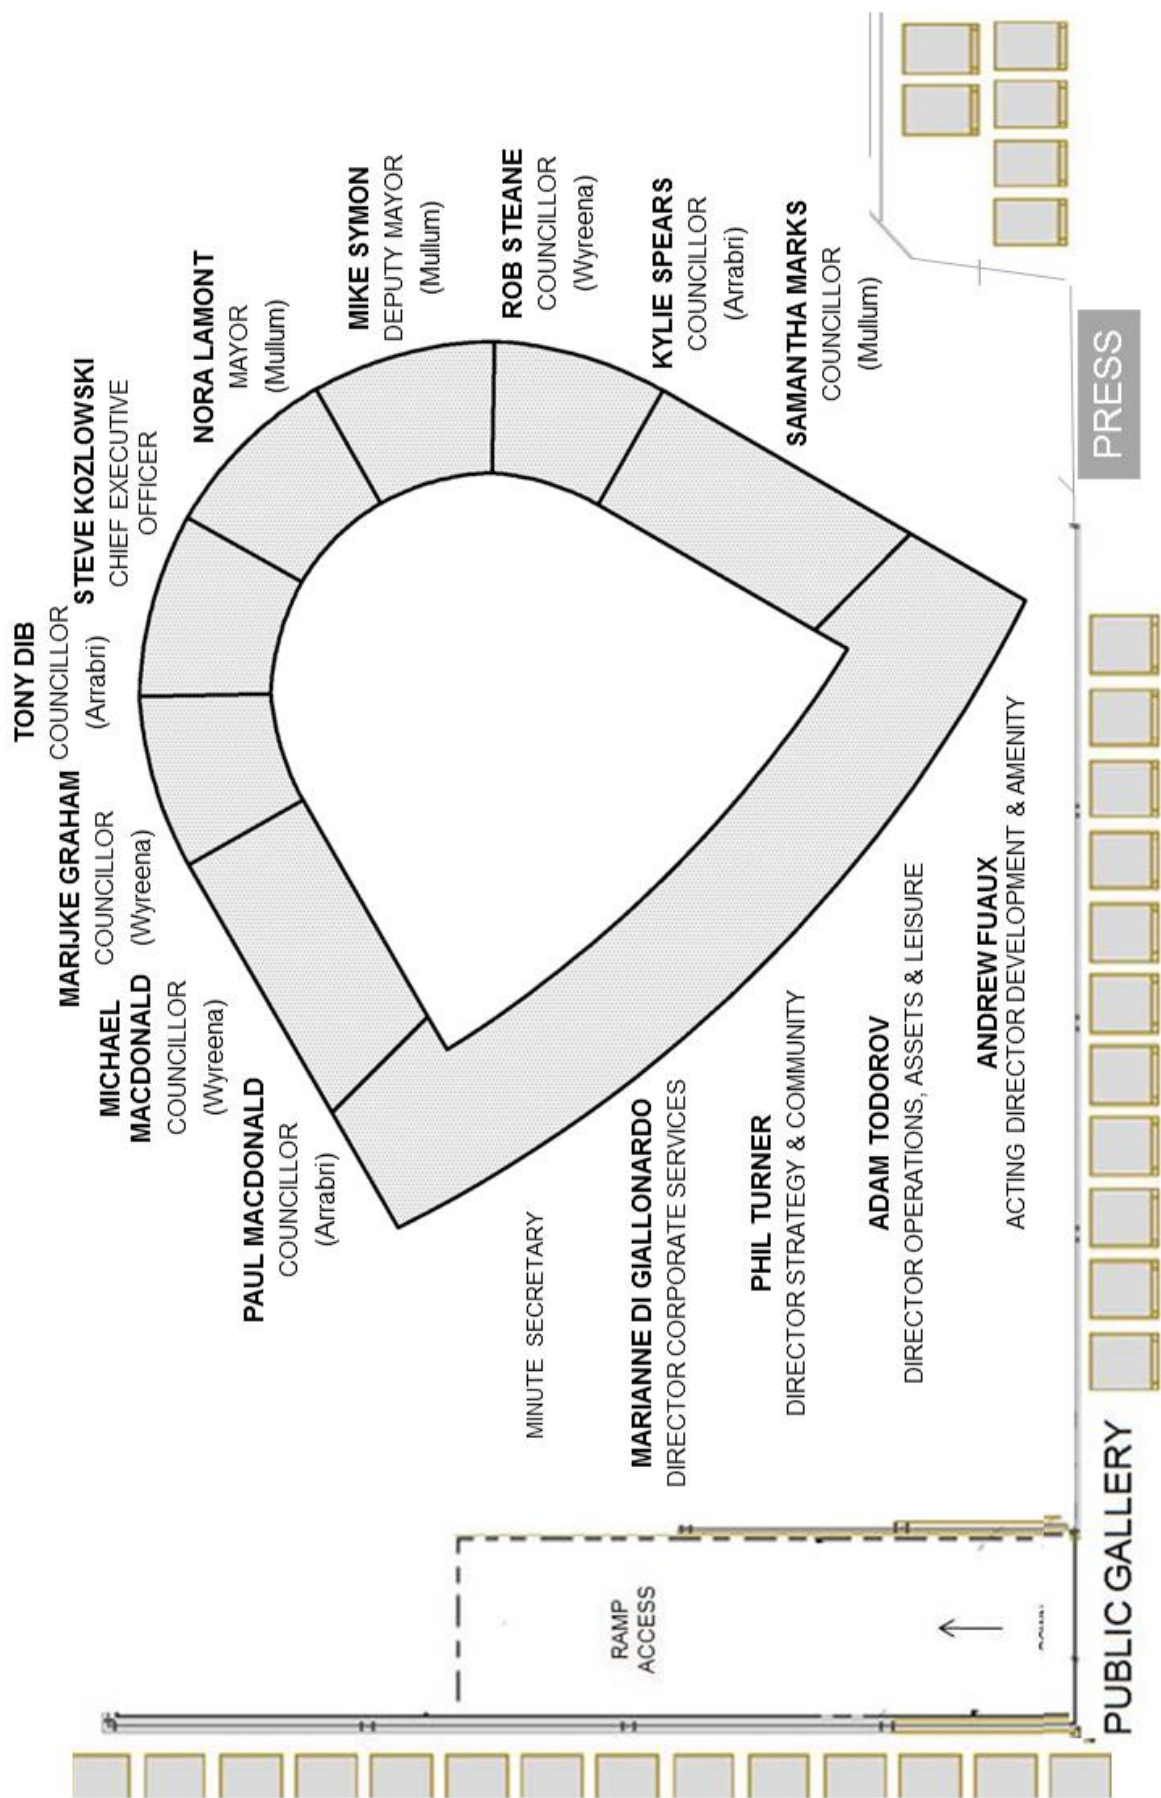 TONY DIB
COUNCILLOR
(Arrabri)
STEVE KOZLOWSKI
CHIEF EXECUTIVE
OFFICER
MARIJKE GRAHAM
COUNCILLOR
(Wyreena)
NORA LAMONT
MAYOR
(Mullum)
MICHAEL
MACDONALD
COUNCILLOR
(Wyreena)
MIKE SYMON
DEPUTY MAYOR
(Mullum)
PAUL MACDONALD
COUNCILLOR
(Arrabri)
ROB STEANE
COUNCILLOR
(Wyreena)
KYLIE SPEARS
COUNCILLOR
(Arrabri)
SAMANTHA MARKS
COUNCILLOR
(Mullum)
MINUTE SECRETARY
MARIANNE DI GIALLONARDO
DIRECTOR CORPORATE SERVICES
PHIL TURNER
DIRECTOR STRATEGY & COMMUNITY
ADAM TODOROV
DIRECTOR OPERATIONS, ASSETS & LEISURE
ANDREW FUAUX
ACTING DIRECTOR DEVELOPMENT & AMENITY
RAMP
ACCESS
PUBLIC GALLERY
PRESS